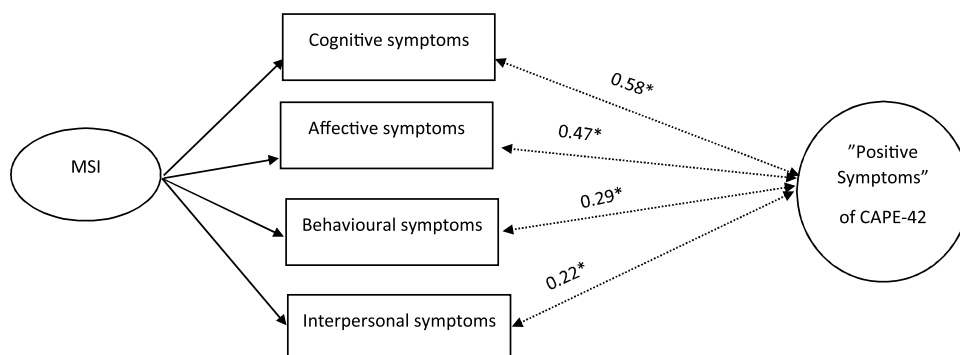 Cognitive symptoms
0.58*
Affective symptoms
0.47*
MSI
”Positive
Symptoms”
of CAPE-42
0.29*
Behavioural symptoms
0.22*
Interpersonal symptoms